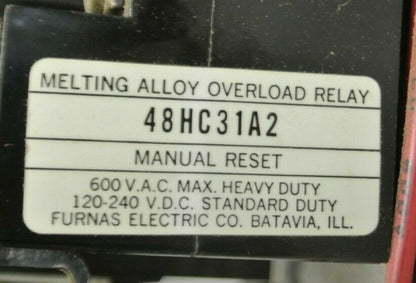 MELTING ALLOY OVERLOAD RELAY
48HC31A2
MANUAL RESET
600 V.A.C. MAX. HEAVY DUTY
120-240 V.D.C. STANDARD DUTY
FURNAS ELECTRIC CO. BATAVIA, ILL.